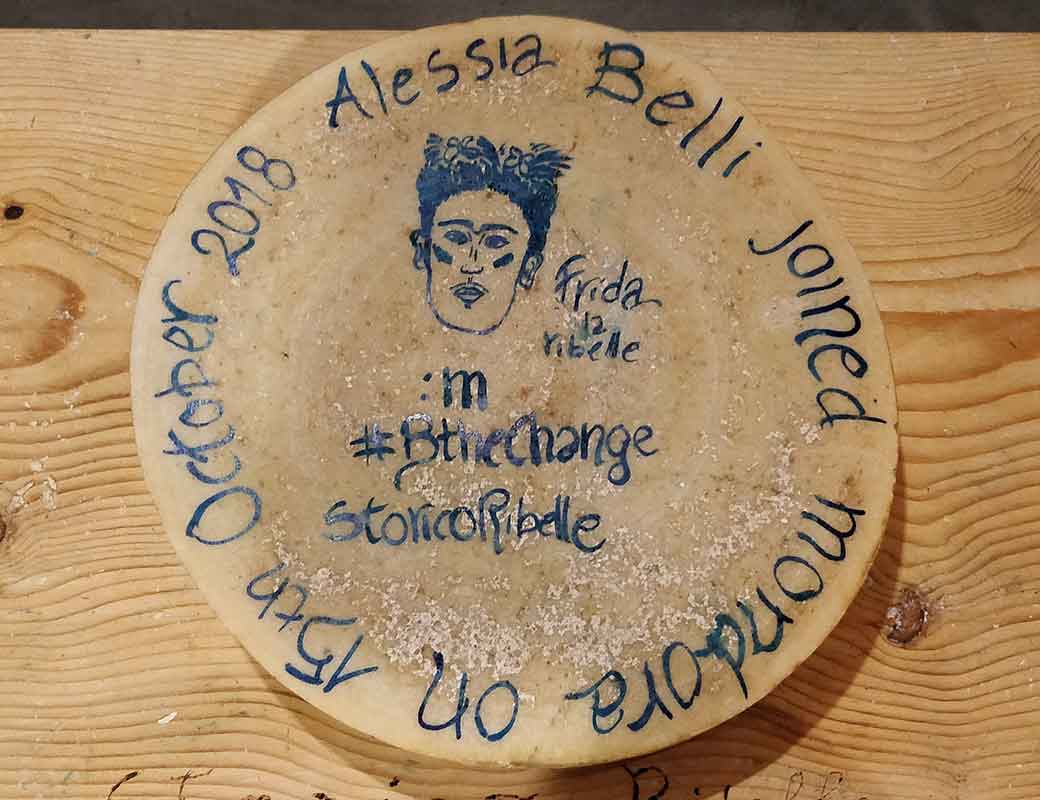 Alessia Belli joined mondora on 15th October 2018
Frida
la
ribelle
:m
#BtheChange
StoricoRibelle